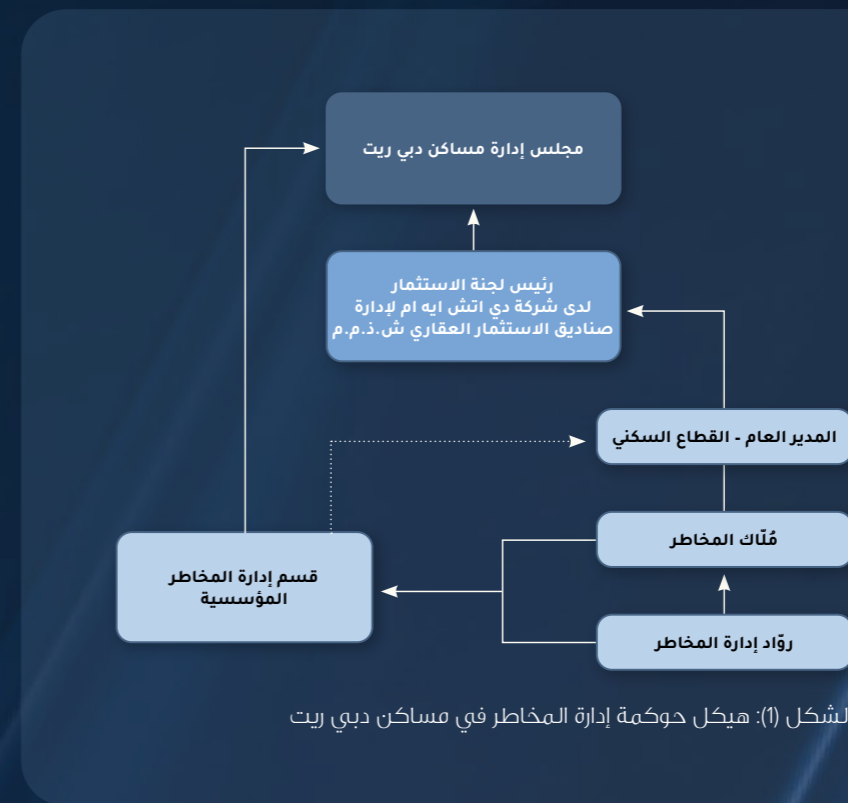 مجلس إدارة مساكن دبي ريت
رئيس لجنة الاستثمار
لدى شركة دي اتش ايه ام لإدارة
صناديق الاستثمار العقاري ش.ذ.م.م
المدير العام - القطاع السكني
مُلّاك المخاطر
قسم إدارة المخاطر
المؤسسية
روّاد إدارة المخاطر
لشكل (1): هيكل حوكمة إدارة المخاطر في مساكن دبي ريت